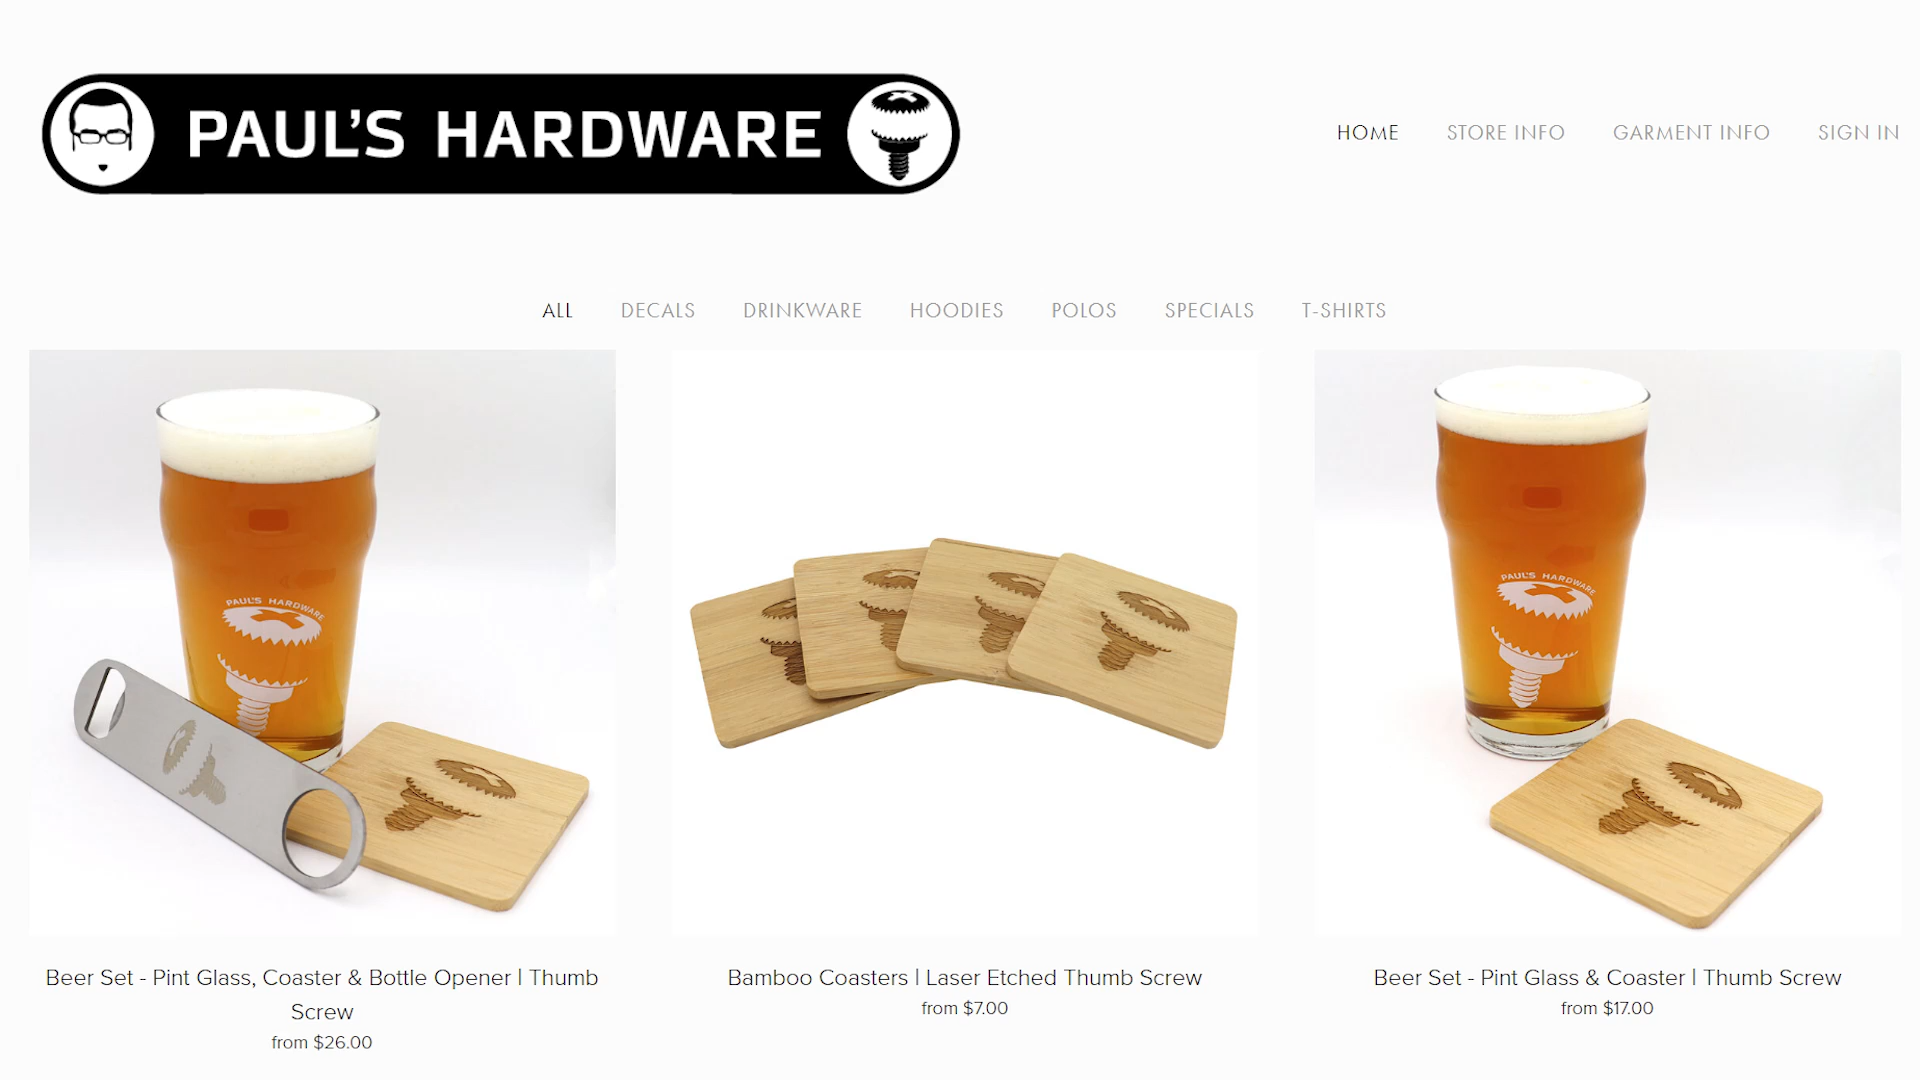 PAUL'S HARDWARE
HOME STORE INFO GARMENT INFO SIGN IN
ALL DECALS DRINKWARE HOODIES POLOS SPECIALS T-SHIRTS
PAUL'S HARDWARE
PAUL'S HARDWARE
Beer Set - Pint Glass, Coaster & Bottle Opener | Thumb
Screw
from $26.00
Bamboo Coasters | Laser Etched Thumb Screw
from $7.00
Beer Set - Pint Glass & Coaster | Thumb Screw
from $17.00